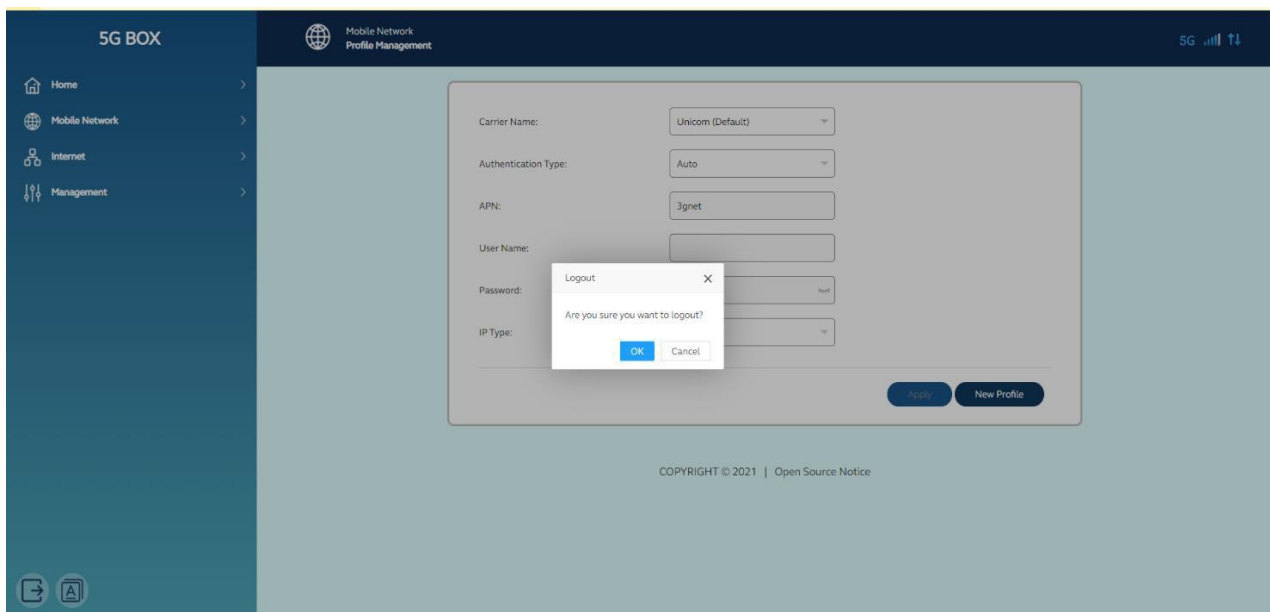 5G BOX
Mobile Network
Profile Management
5G
Home
Mobile Network
Internet
Management
Carrier Name:
Unicom (Default)
Authentication Type:
Auto
APN:
3gnet
User Name:
Password:
IP Type:
Logout
Are you sure you want to logout?
OK
Cancel
Apply
New Profile
COPYRIGHT © 2021 | Open Source Notice
A